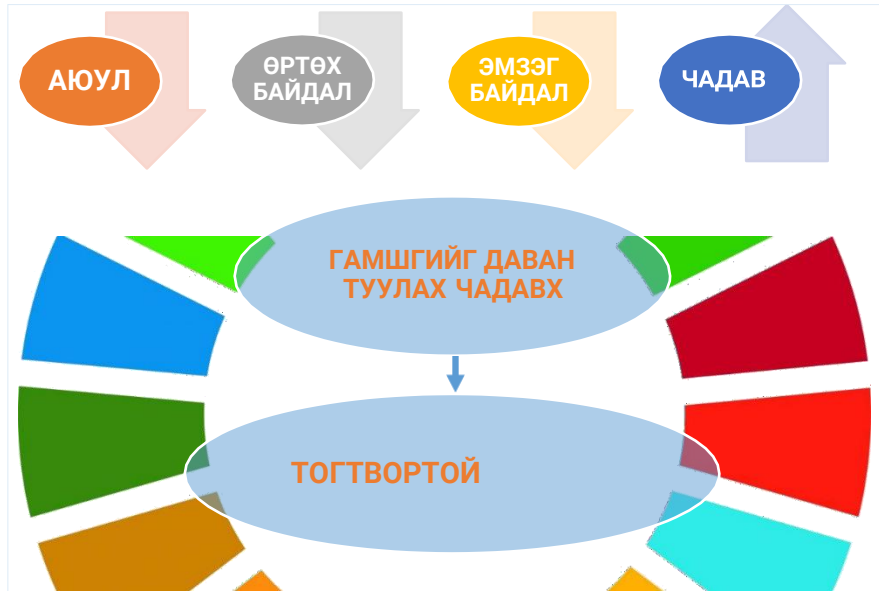 АЮУЛ
ӨРТӨХ
БАЙДАЛ
ЭМЗЭГ
БАЙДАЛ
ЧАДАВ
ГАМШГИЙГ ДАВАН
ТУУЛАХ ЧАДАВХ
ТОГТВОРТОЙ